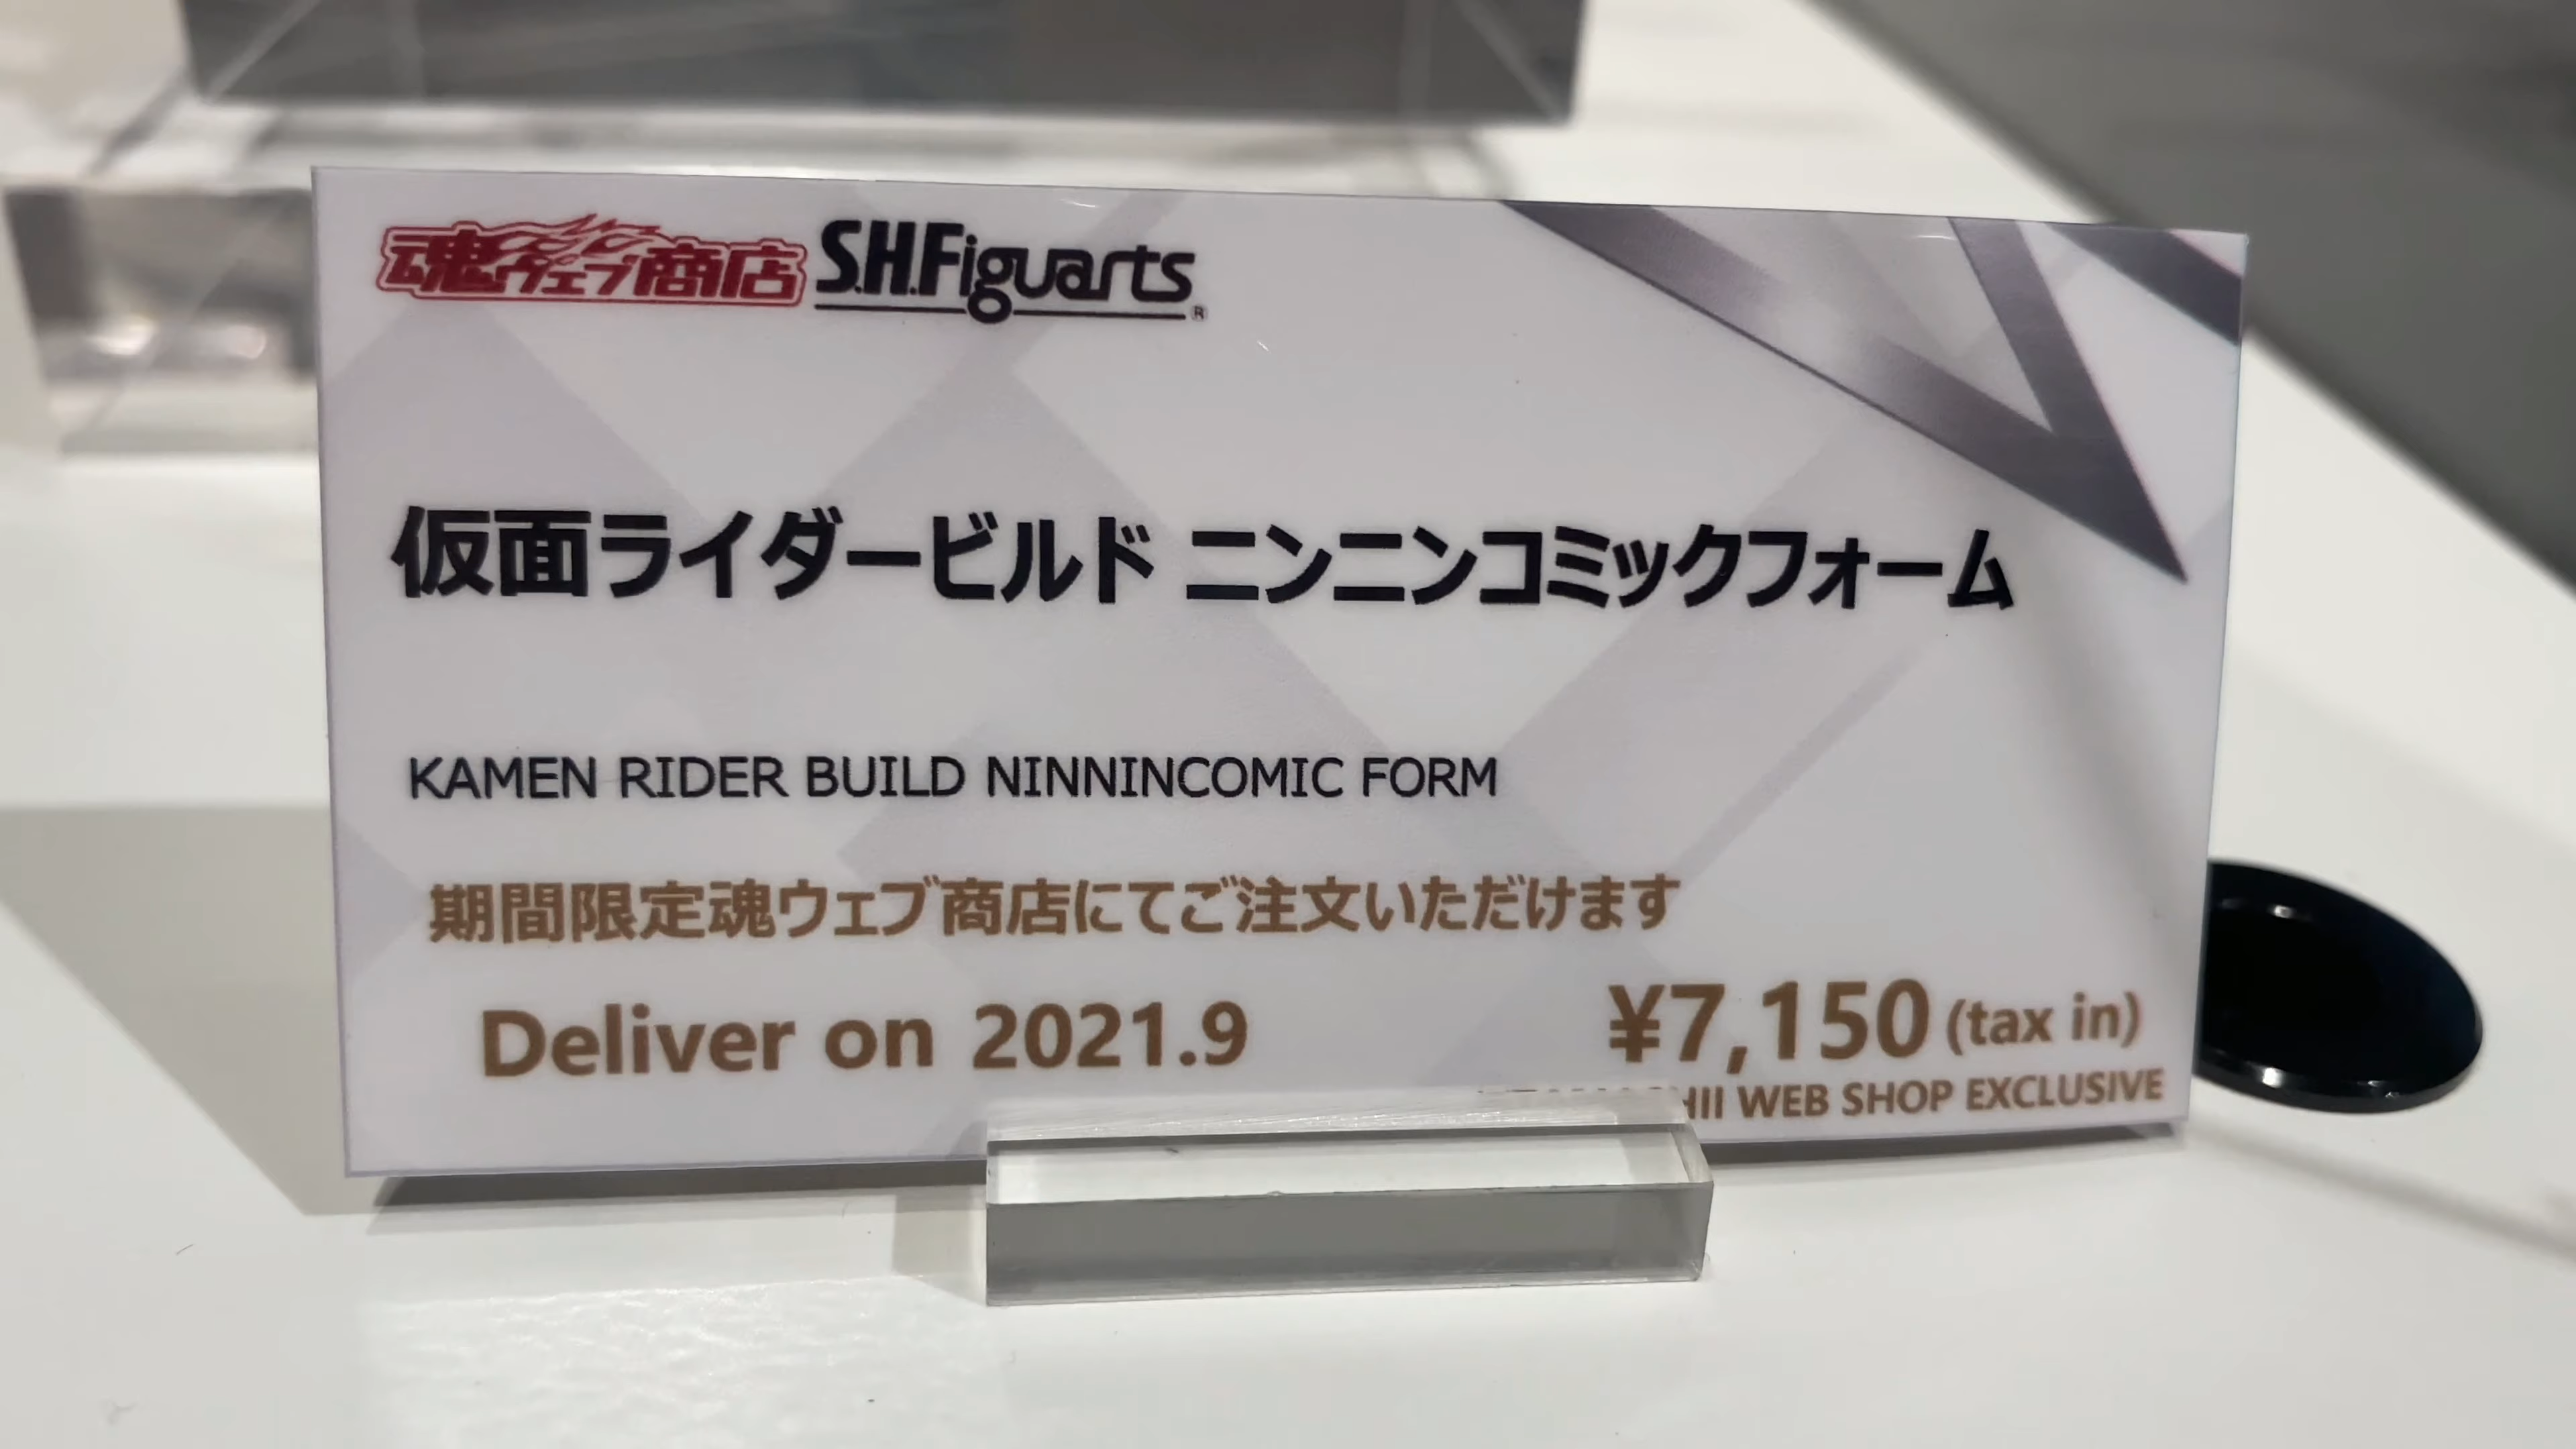 魂ウェブ商店 S.H.Figuarts ®
仮面ライダービルド ニンニンコミックフォーム
KAMEN RIDER BUILD NINNINCOMIC FORM
期間限定魂ウェブ商店にてご注文いただけます
Deliver on 2021.9 ¥7,150 (tax in)
WEB SHOP EXCLUSIVE